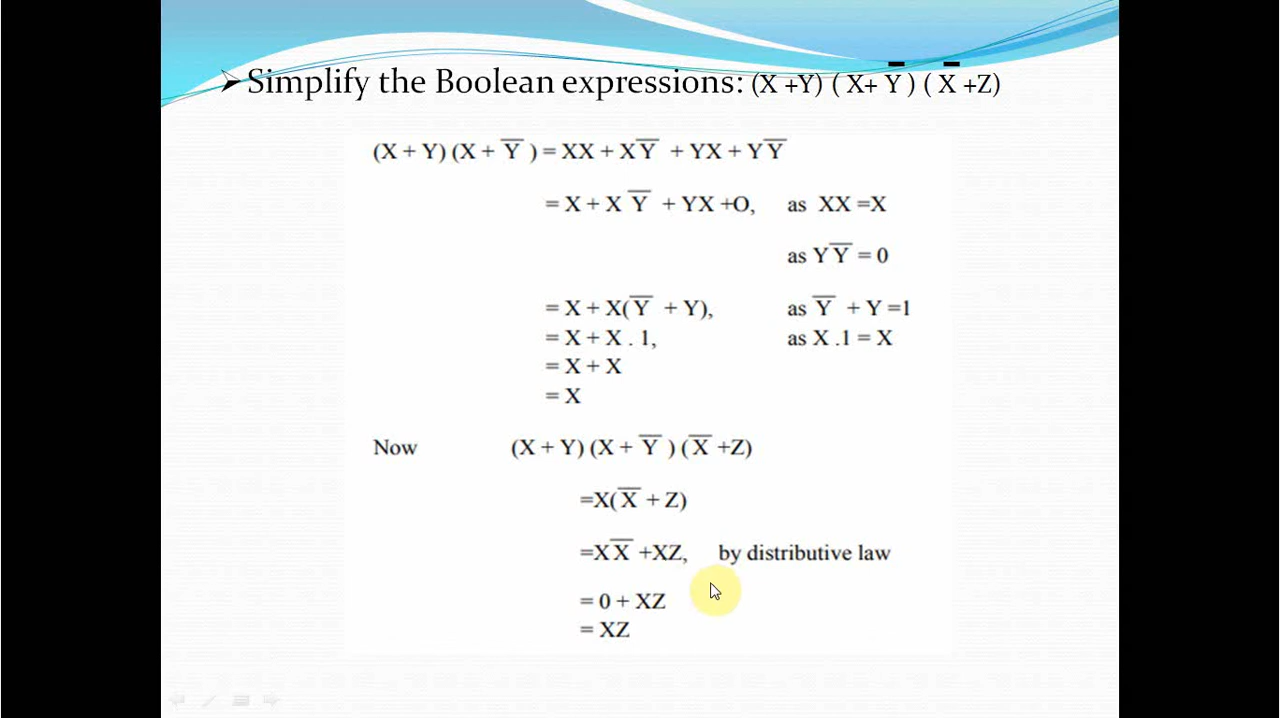 ➢Simplify the Boolean expressions: (X +Y) ( X+ Y̅ ) ( X̅ +Z)
(X + Y) (X + Y̅ ) = XX + XY̅ + YX + YY̅
= X + X Y̅ + YX +O, as XX =X
as YY̅ = 0
= X + X(Y̅ + Y), as Y̅ + Y =1
= X + X . 1, as X .1 = X
= X + X
= X
Now (X + Y) (X + Y̅ ) (X̅ +Z)
=X(X̅ + Z)
=XX̅ +XZ, by distributive law
= 0 + XZ
= XZ